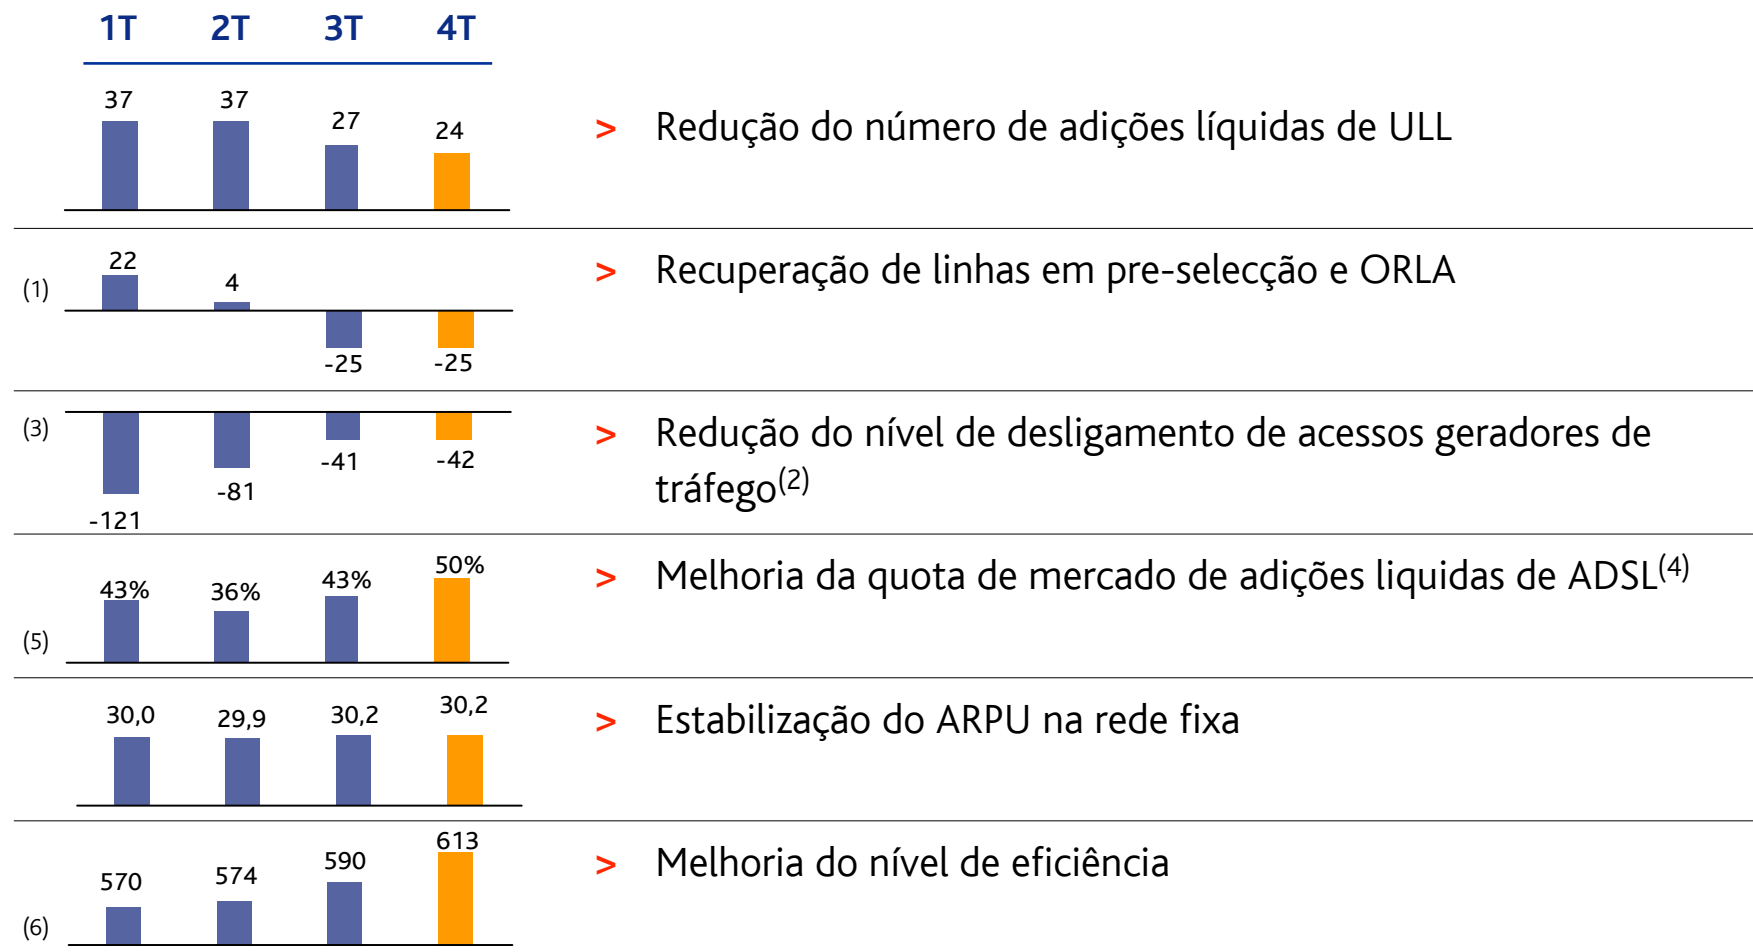 1T 2T 3T 4T
37 37 27 24
> Redução do número de adições líquidas de ULL
(1) 22 4 -25 -25
> Recuperação de linhas em pre-selecção e ORLA
(3) -121 -81 -41 -42
> Redução do nível de desligamento de acessos geradores de
tráfego(2)
(5) 43% 36% 43% 50%
> Melhoria da quota de mercado de adições liquidas de ADSL(4)
30,0 29,9 30,2 30,2
> Estabilização do ARPU na rede fixa
(6) 570 574 590 613
> Melhoria do nível de eficiência